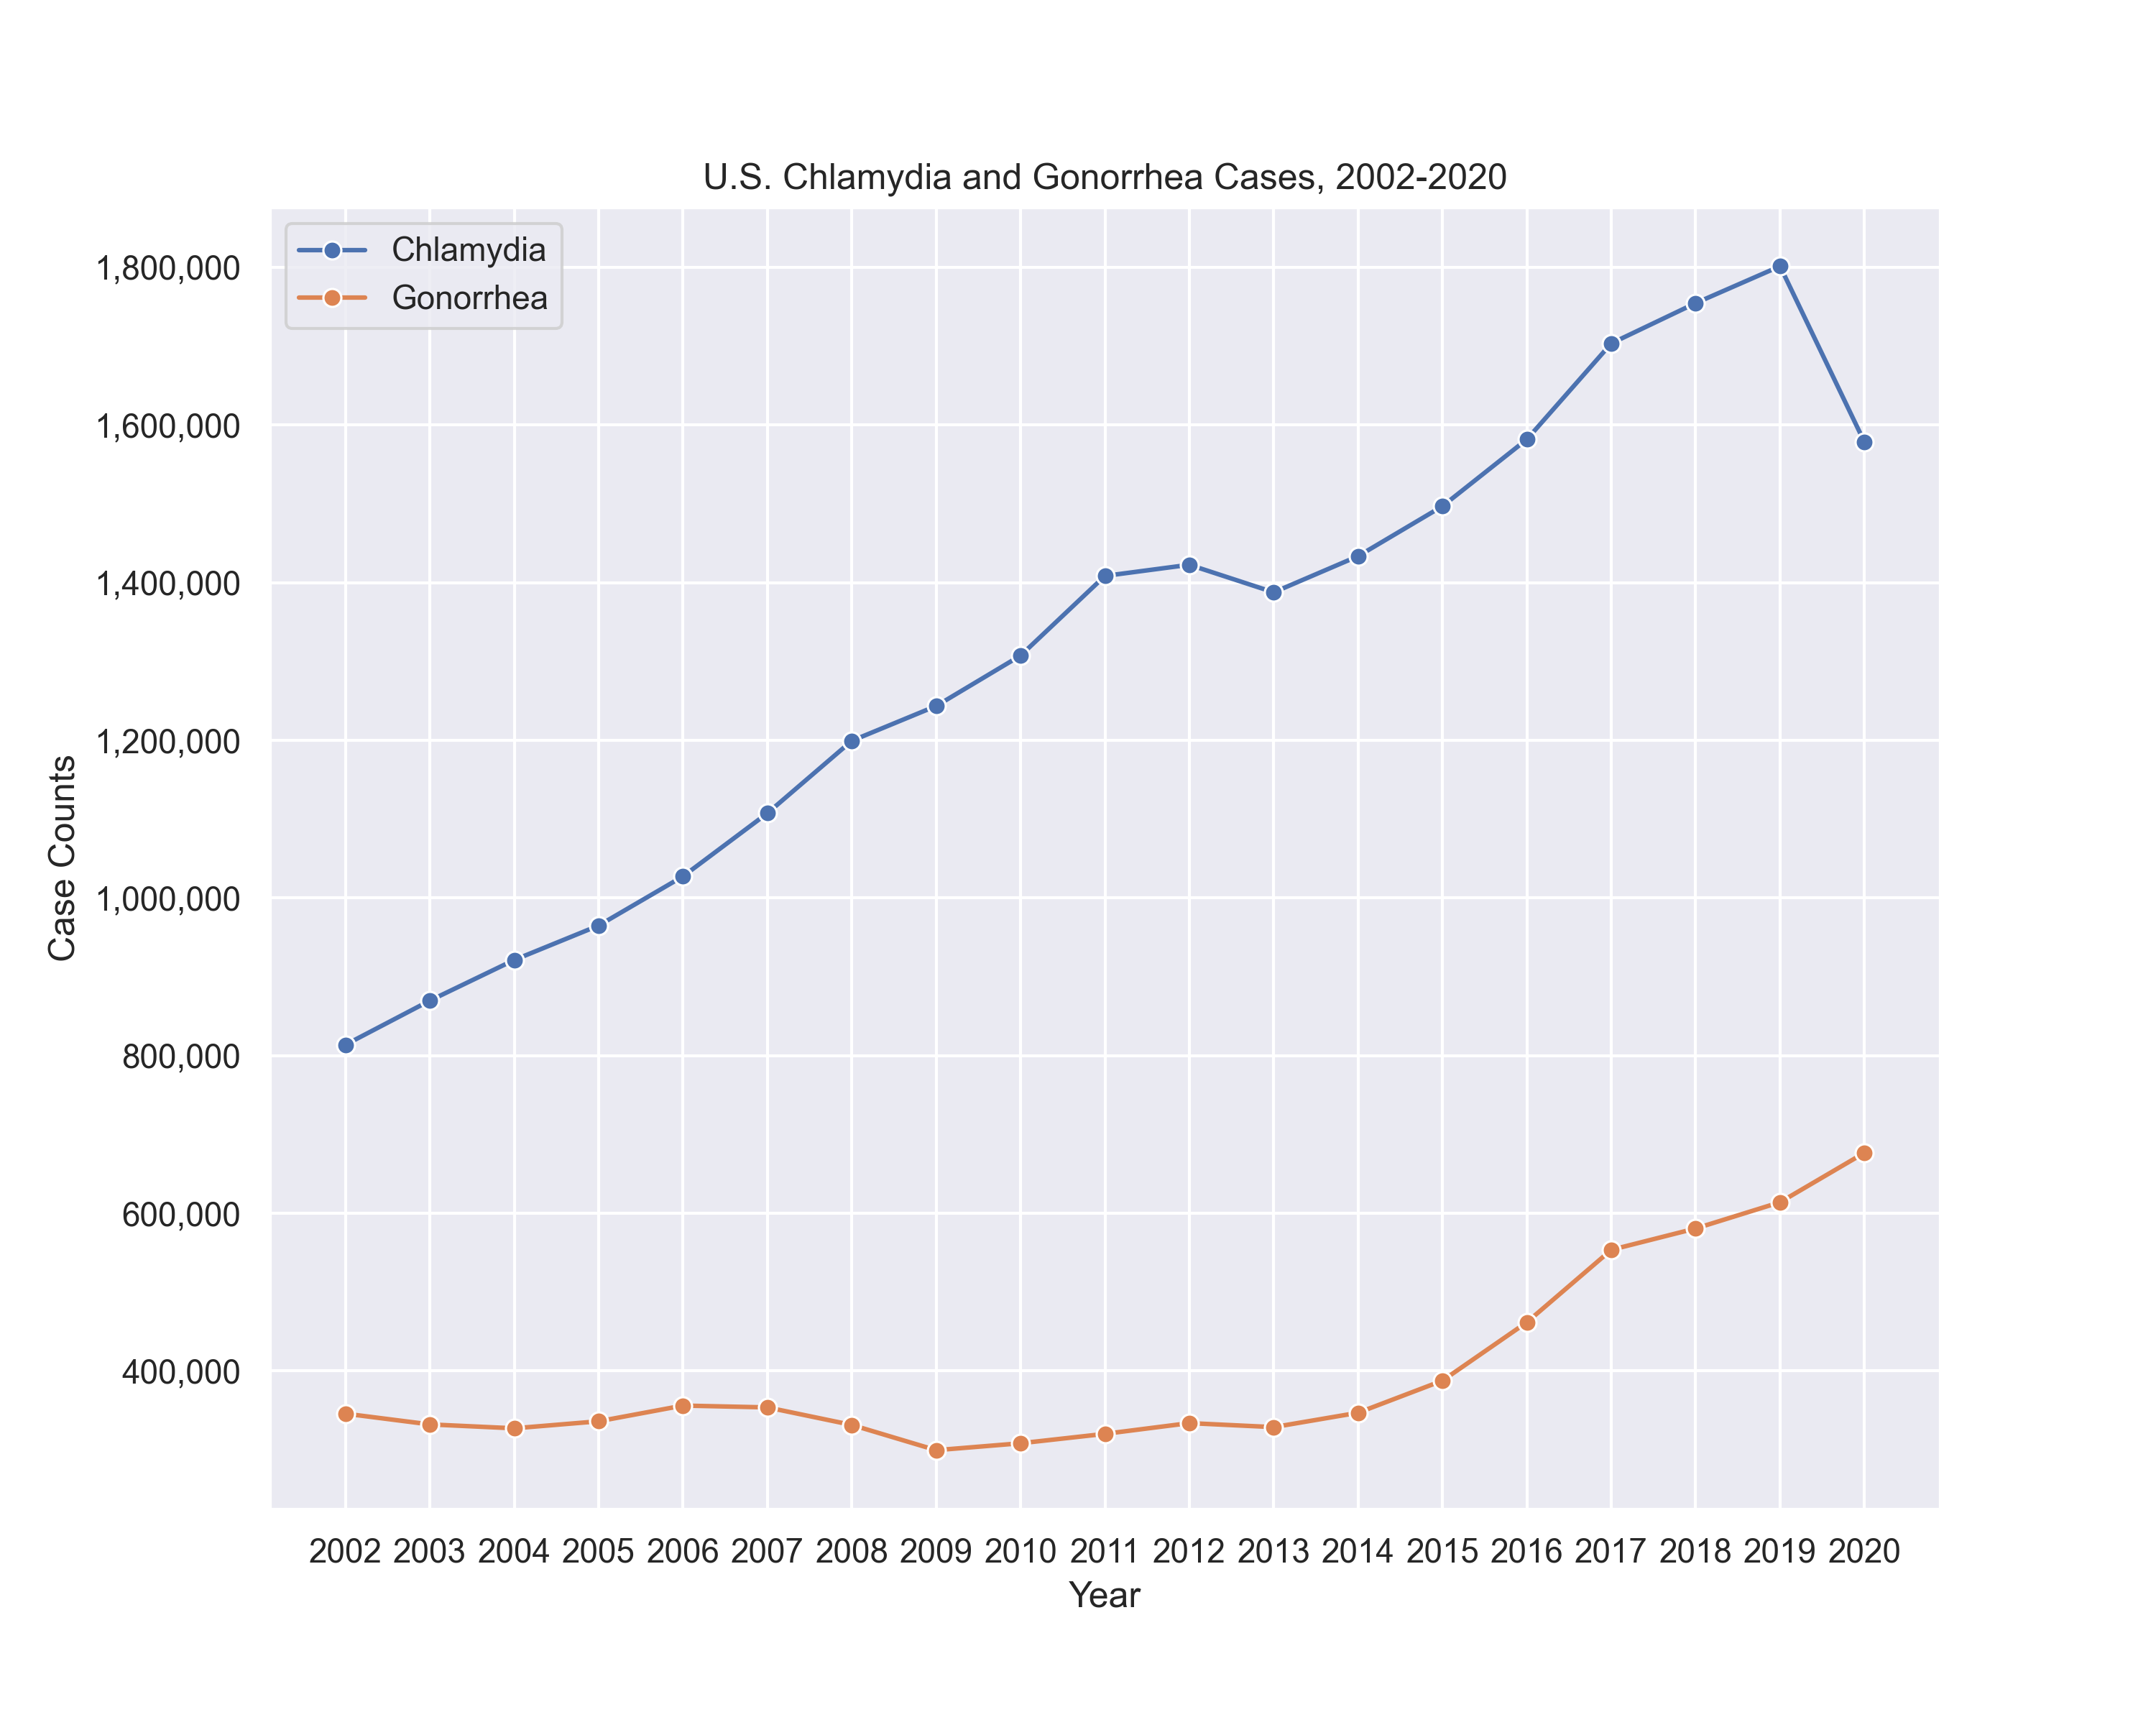 U.S. Chlamydia and Gonorrhea Cases, 2002-2020
Chlamydia
Gonorrhea
1,800,000
1,600,000
1,400,000
1,200,000
1,000,000
800,000
600,000
400,000
Case Counts
2002 2003 2004 2005 2006 2007 2008 2009 2010 2011 2012 2013 2014 2015 2016 2017 2018 2019 2020
Year